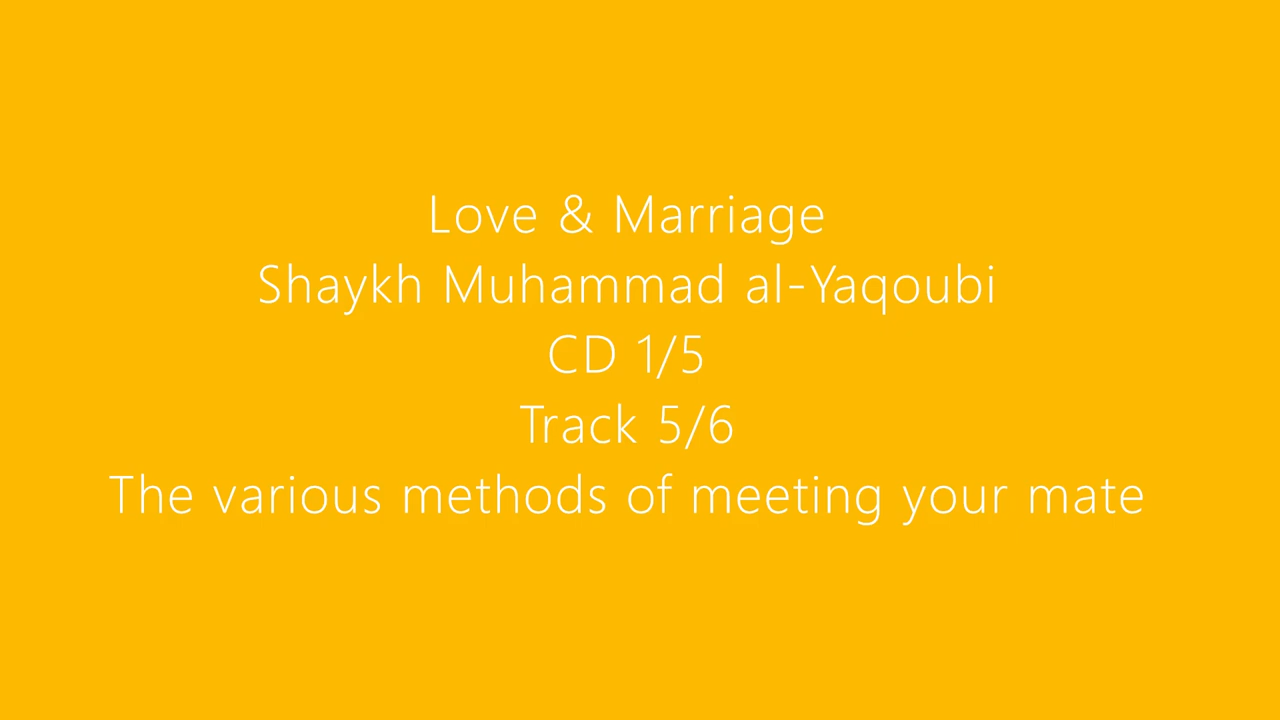 Love & Marriage
Shaykh Muhammad al-Yaqoubi
CD 1/5
Track 5/6
The various methods of meeting your mate